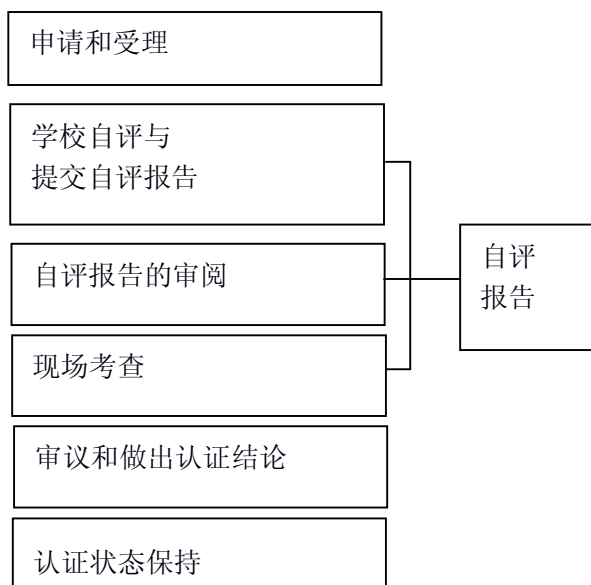 申请和受理
学校自评与
提交自评报告
自评报告的审阅
自评
报告
现场考查
审议和做出认证结论
认证状态保持